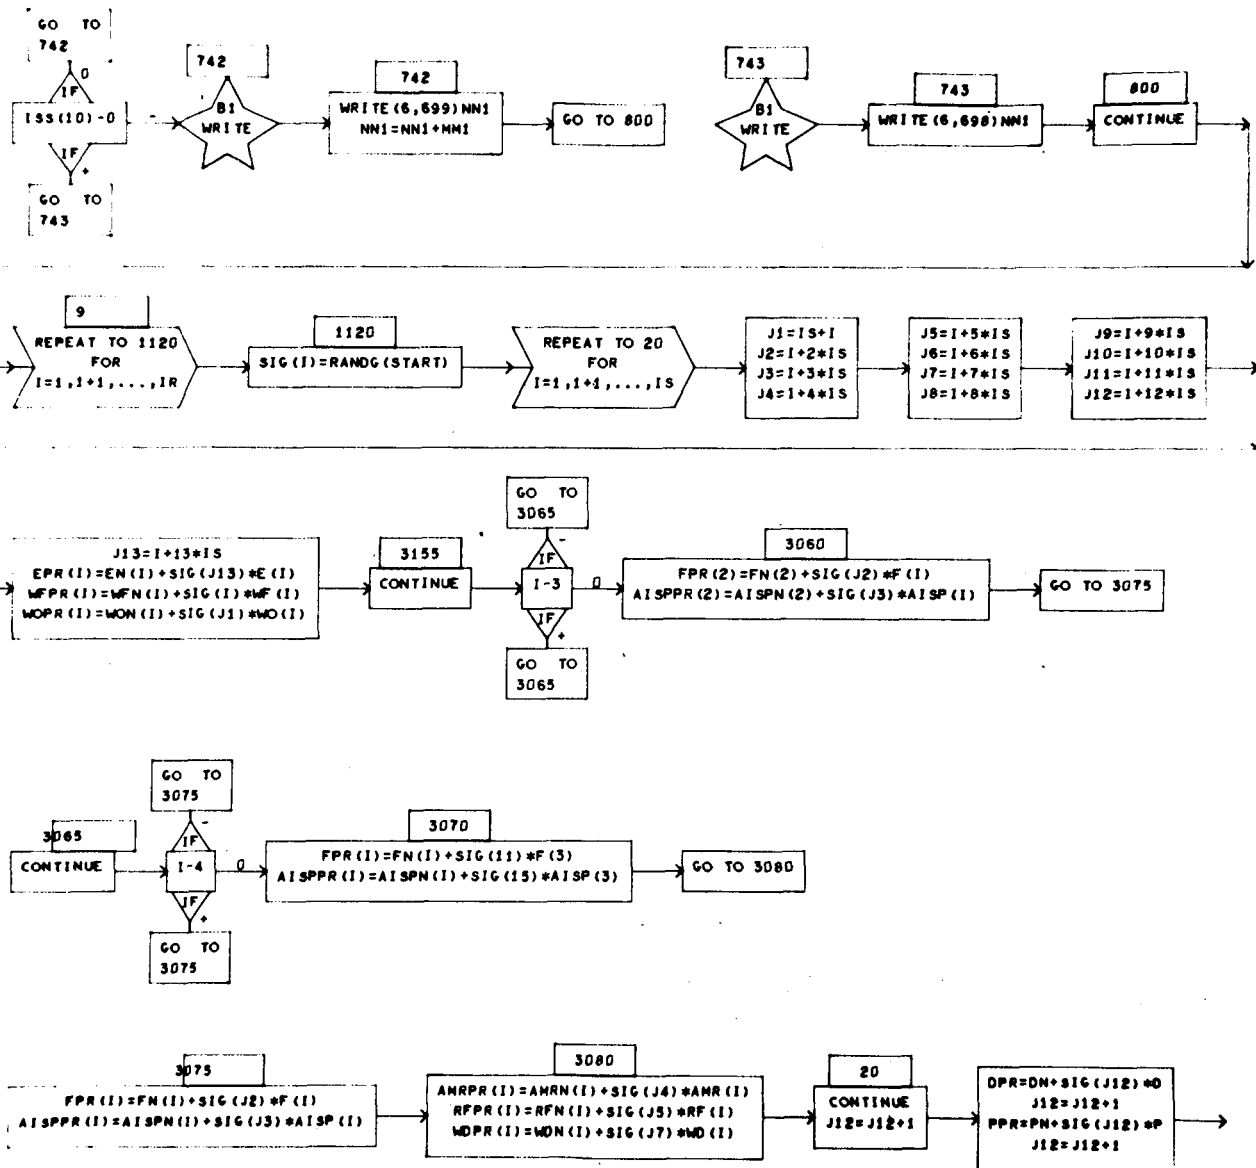 GO TO
742
0
IF
ISS(10)-0
-
IF
+
GO TO
743
742
B1
WRITE
742
WRITE(6,699)NN1
NN1=NN1+MM1
GO TO 800
743
B1
WRITE
743
WRITE(6,698)NN1
800
CONTINUE
9
REPEAT TO 1120
FOR
I=1,1+1,...,IR
1120
SIG(I)=RANDG(START)
REPEAT TO 20
FOR
I=1,1+1,...,IS
J1=IS+I
J2=I+2*IS
J3=I+3*IS
J4=I+4*IS
J5=I+5*IS
J6=I+6*IS
J7=I+7*IS
J8=I+8*IS
J9=I+9*IS
J10=I+10*IS
J11=I+11*IS
J12=I+12*IS
J13=I+13*IS
EPR(I)=EN(I)+SIG(J13)*E(I)
WFPR(I)=WFN(I)+SIG(I)*WF(I)
WOPR(I)=WON(I)+SIG(J1)*WO(I)
3155
CONTINUE
GO TO
3065
-
IF
I-3
0
IF
+
GO TO
3065
3060
FPR(2)=FN(2)+SIG(J2)*F(I)
AISPPR(2)=AISPN(2)+SIG(J3)*AISP(I)
GO TO 3075
3065
CONTINUE
GO TO
3075
-
IF
I-4
0
IF
+
GO TO
3075
3070
FPR(I)=FN(I)+SIG(11)*F(3)
AISPPR(I)=AISPN(I)+SIG(15)*AISP(3)
GO TO 3080
3075
FPR(I)=FN(I)+SIG(J2)*F(I)
AISPPR(I)=AISPN(I)+SIG(J3)*AISP(I)
3080
AMRPR(I)=AMRN(I)+SIG(J4)*AMR(I)
RFPR(I)=RFN(I)+SIG(J5)*RF(I)
WDPR(I)=WDN(I)+SIG(J7)*WD(I)
20
CONTINUE
J12=J12+1
DPR=DN+SIG(J12)*D
J12=J12+1
PPR=PN+SIG(J12)*P
J12=J12+1